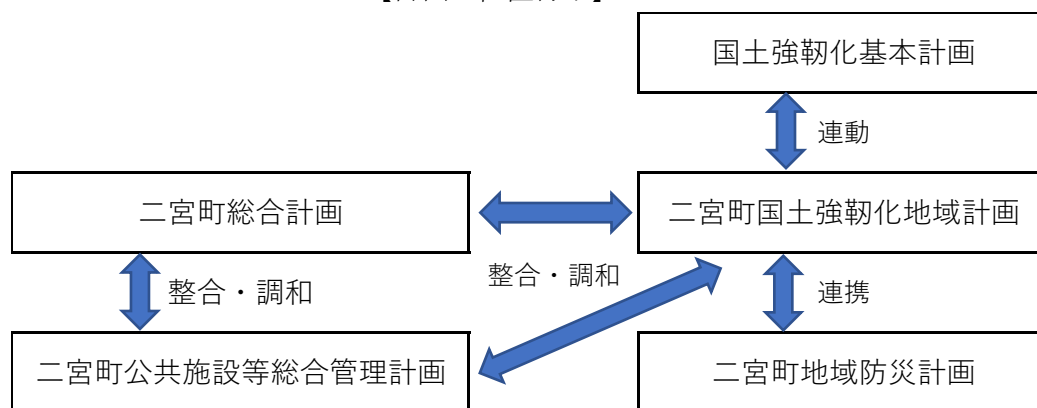 国土強靱化基本計画
連動
二宮町総合計画
二宮町国土強靱化地域計画
整合・調和
整合・調和
連携
二宮町公共施設等総合管理計画
二宮町地域防災計画